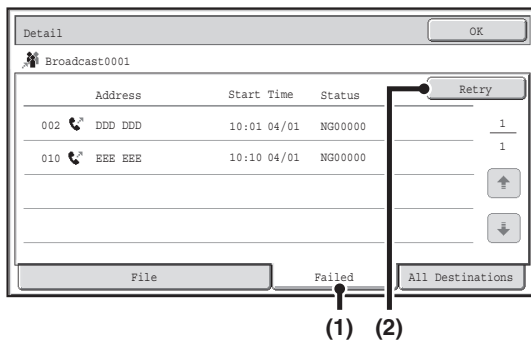 Detail OK
Broadcast0001
Address Start Time Status Retry
002 DDD DDD 10:01 04/01 NG00000
1
1
010 EEE EEE 10:10 04/01 NG00000
File Failed All Destinations
(1) (2)